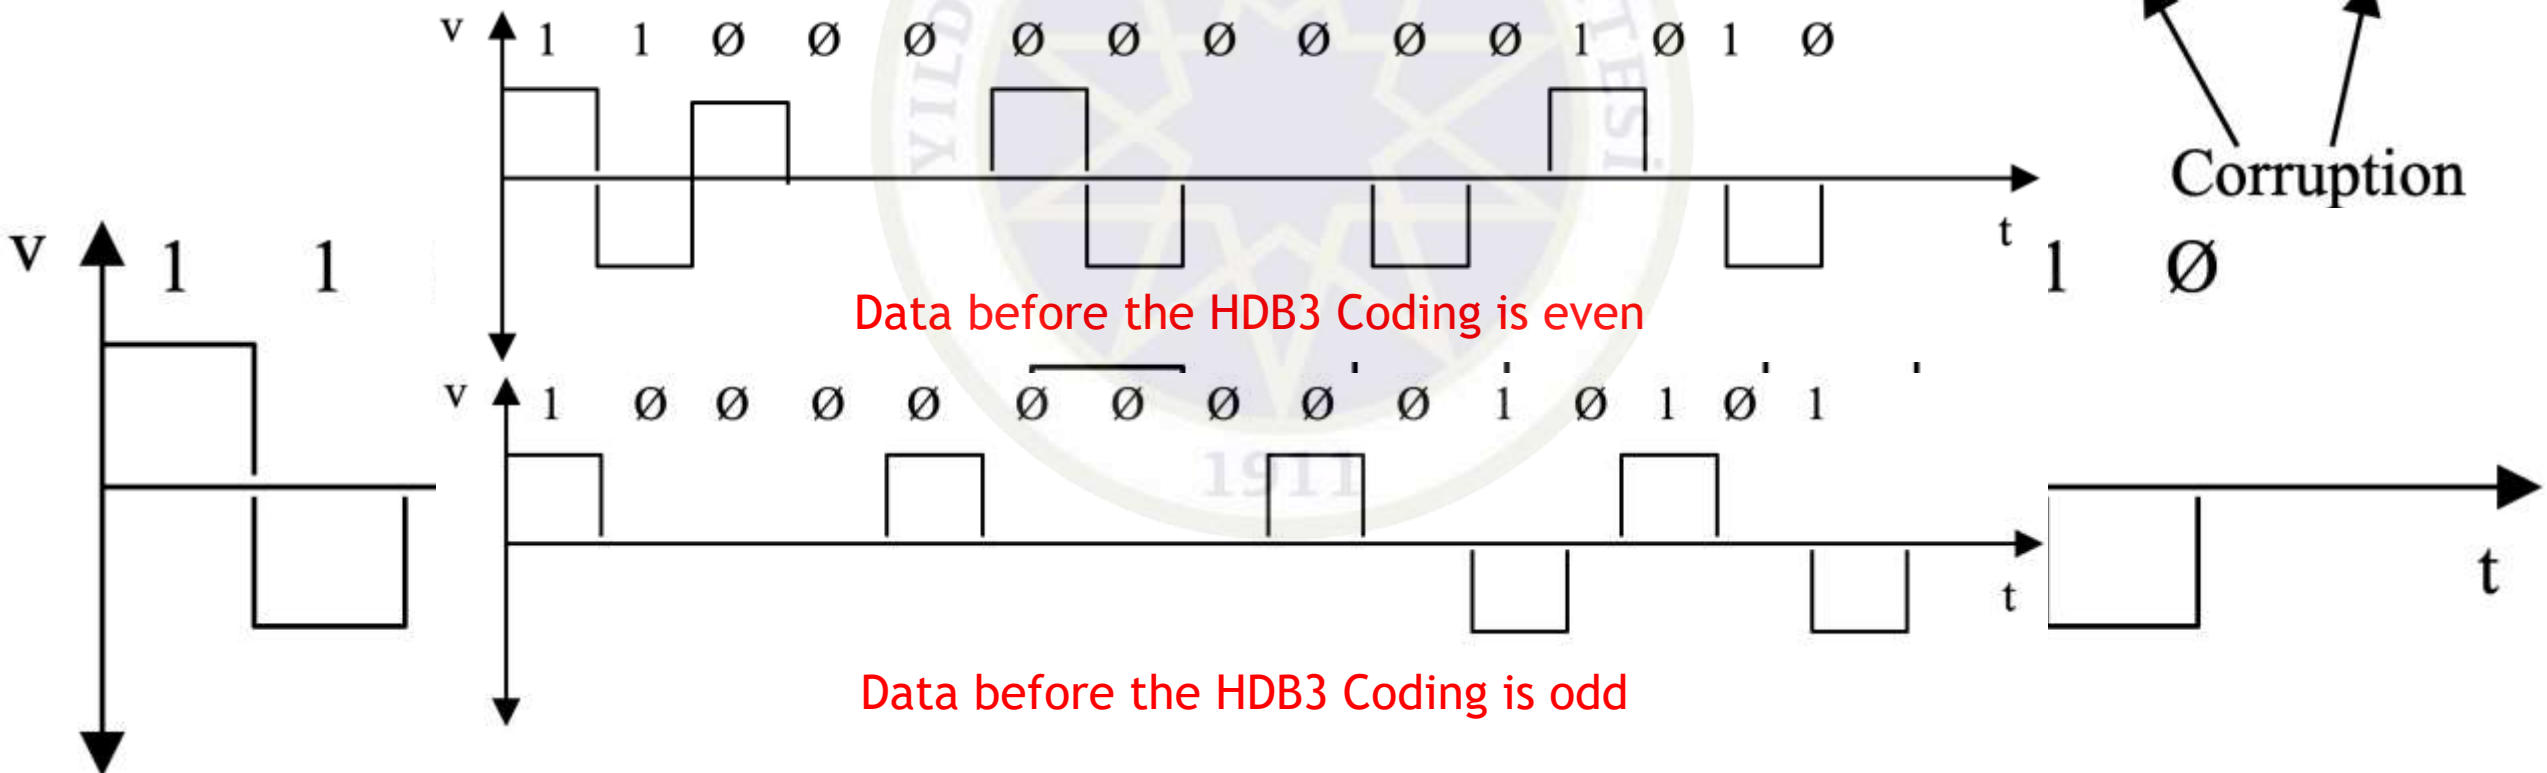 v 1 1 Ø Ø Ø Ø Ø Ø Ø Ø Ø 1 Ø 1 Ø
Corruption
t
v 1 1
1 Ø
Data before the HDB3 Coding is even
v 1 Ø Ø Ø Ø Ø Ø Ø Ø Ø 1 Ø 1 Ø 1
1911
t
t
Data before the HDB3 Coding is odd